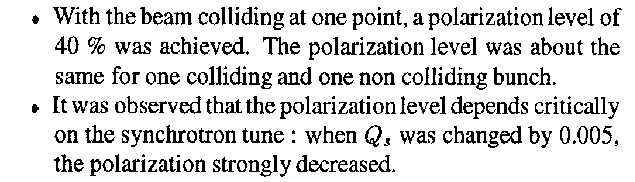 • With the beam colliding at one point, a polarization level of
40 % was achieved. The polarization level was about the
same for one colliding and one non colliding bunch.
• It was observed that the polarization level depends critically
on the synchrotron tune : when Qs was changed by 0.005,
the polarization strongly decreased.